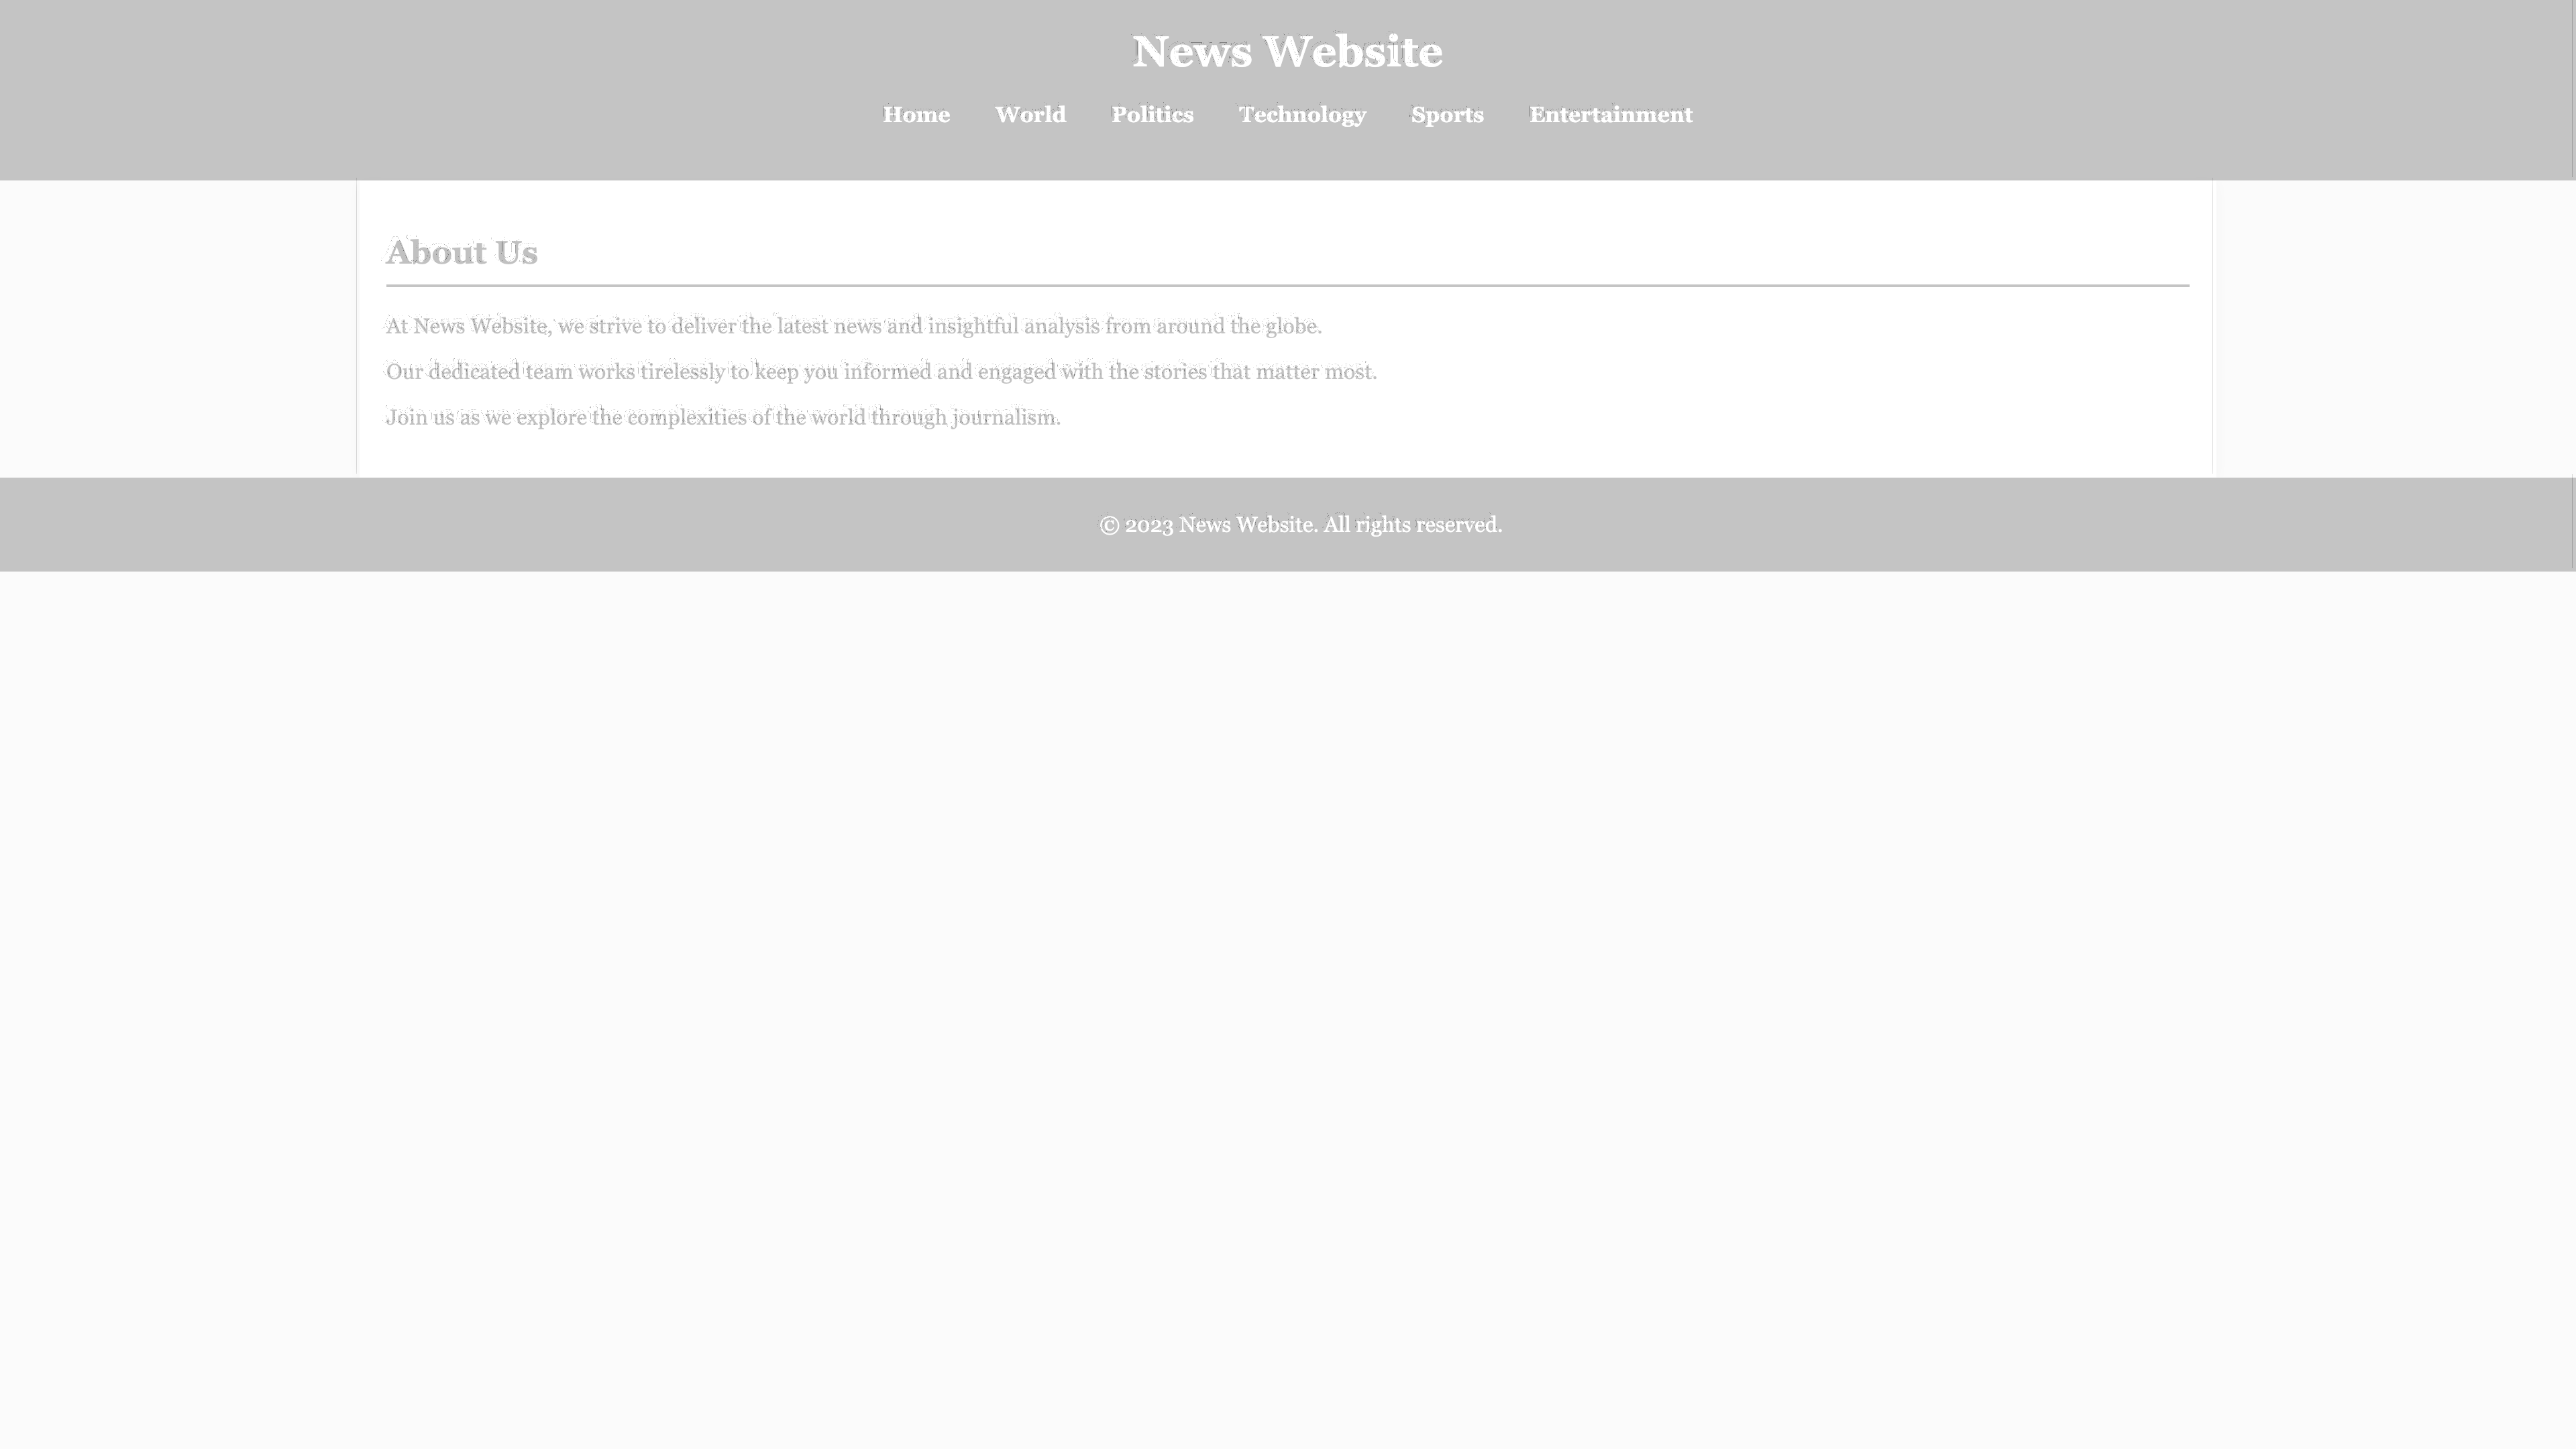 News Website
Home World Politics Technology Sports Entertainment
About Us
At News Website, we strive to deliver the latest news and insightful analysis from around the globe.
Our dedicated team works tirelessly to keep you informed and engaged with the stories that matter most.
Join us as we explore the complexities of the world through journalism.
© 2023 News Website. All rights reserved.